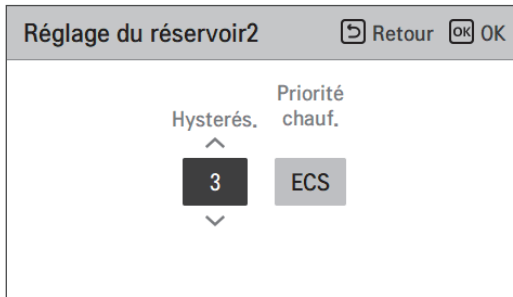 Réglage du réservoir2 Retour OK OK
Hysterés. Priorité chauf.
3 ECS